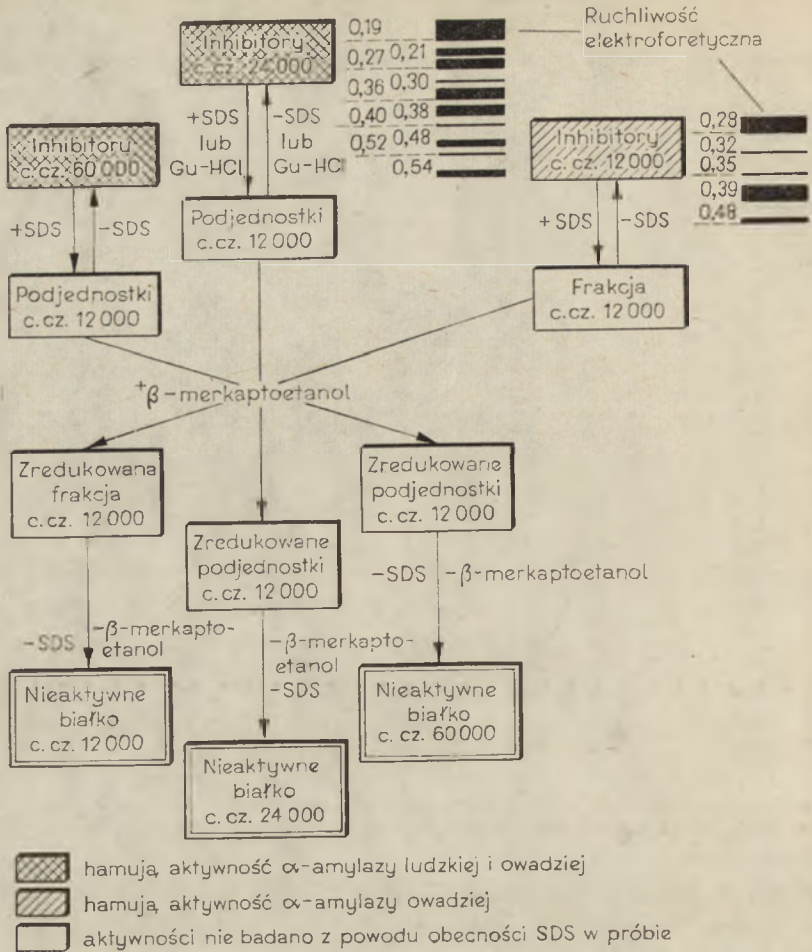 Ruchliwość
elektroforetyczna
Inhibitory
c. cz. 24 000
0,19
0,27 0,21
0,36 0,30
0,40 0,38
0,52 0,48
0,54
Inhibitory
c. cz. 60 000
+SDS
lub
Gu-HCl
-SDS
lub
Gu-HCl
Inhibitory
c. cz. 12 000
0,28
0,32
0,35
0,39
0,48
+SDS -SDS
Podjednostki
c. cz. 12 000
+SDS -SDS
Podjednostki
c. cz. 12 000
Frakcja
c. cz. 12 000
+β-merkaptoetanol
Zredukowana
frakcja
c. cz. 12 000
Zredukowane
podjednostki
c. cz. 12 000
Zredukowane
podjednostki
c. cz. 12 000
-SDS -β-merkapto-
etanol
-β-merkapto-
etanol
-SDS
-SDS -β-merkaptoetanol
Nieaktywne
białko
c. cz. 12 000
Nieaktywne
białko
c. cz. 24 000
Nieaktywne
białko
c. cz. 60 000
hamują aktywność α-amylazy ludzkiej i owadziej
hamują aktywność α-amylazy owadziej
aktywności nie badano z powodu obecności SDS w próbie